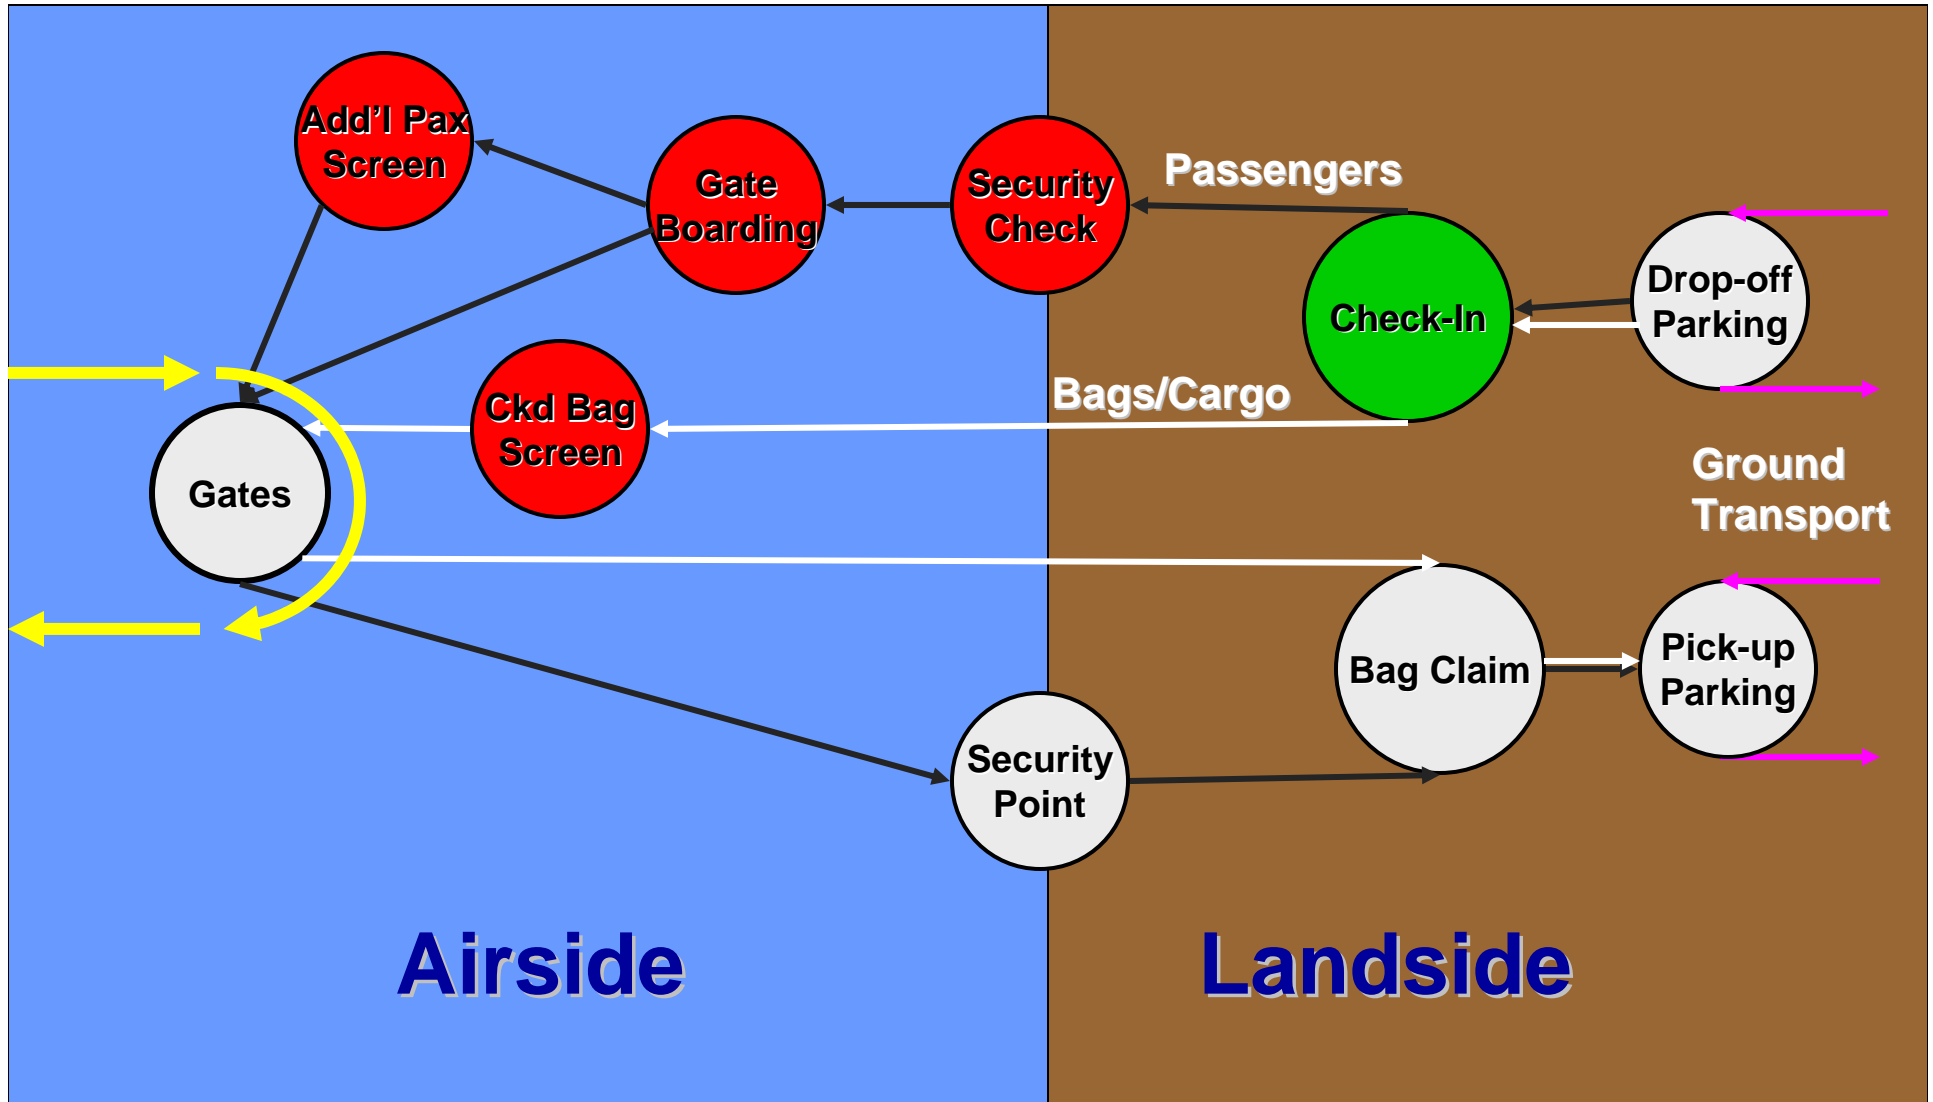 Add’l Pax
Screen
Gate
Boarding
Security
Check
Passengers
Check-In
Drop-off
Parking
Bags/Cargo
Ckd Bag
Screen
Gates
Ground
Transport
Bag Claim
Pick-up
Parking
Security
Point
Airside
Landside